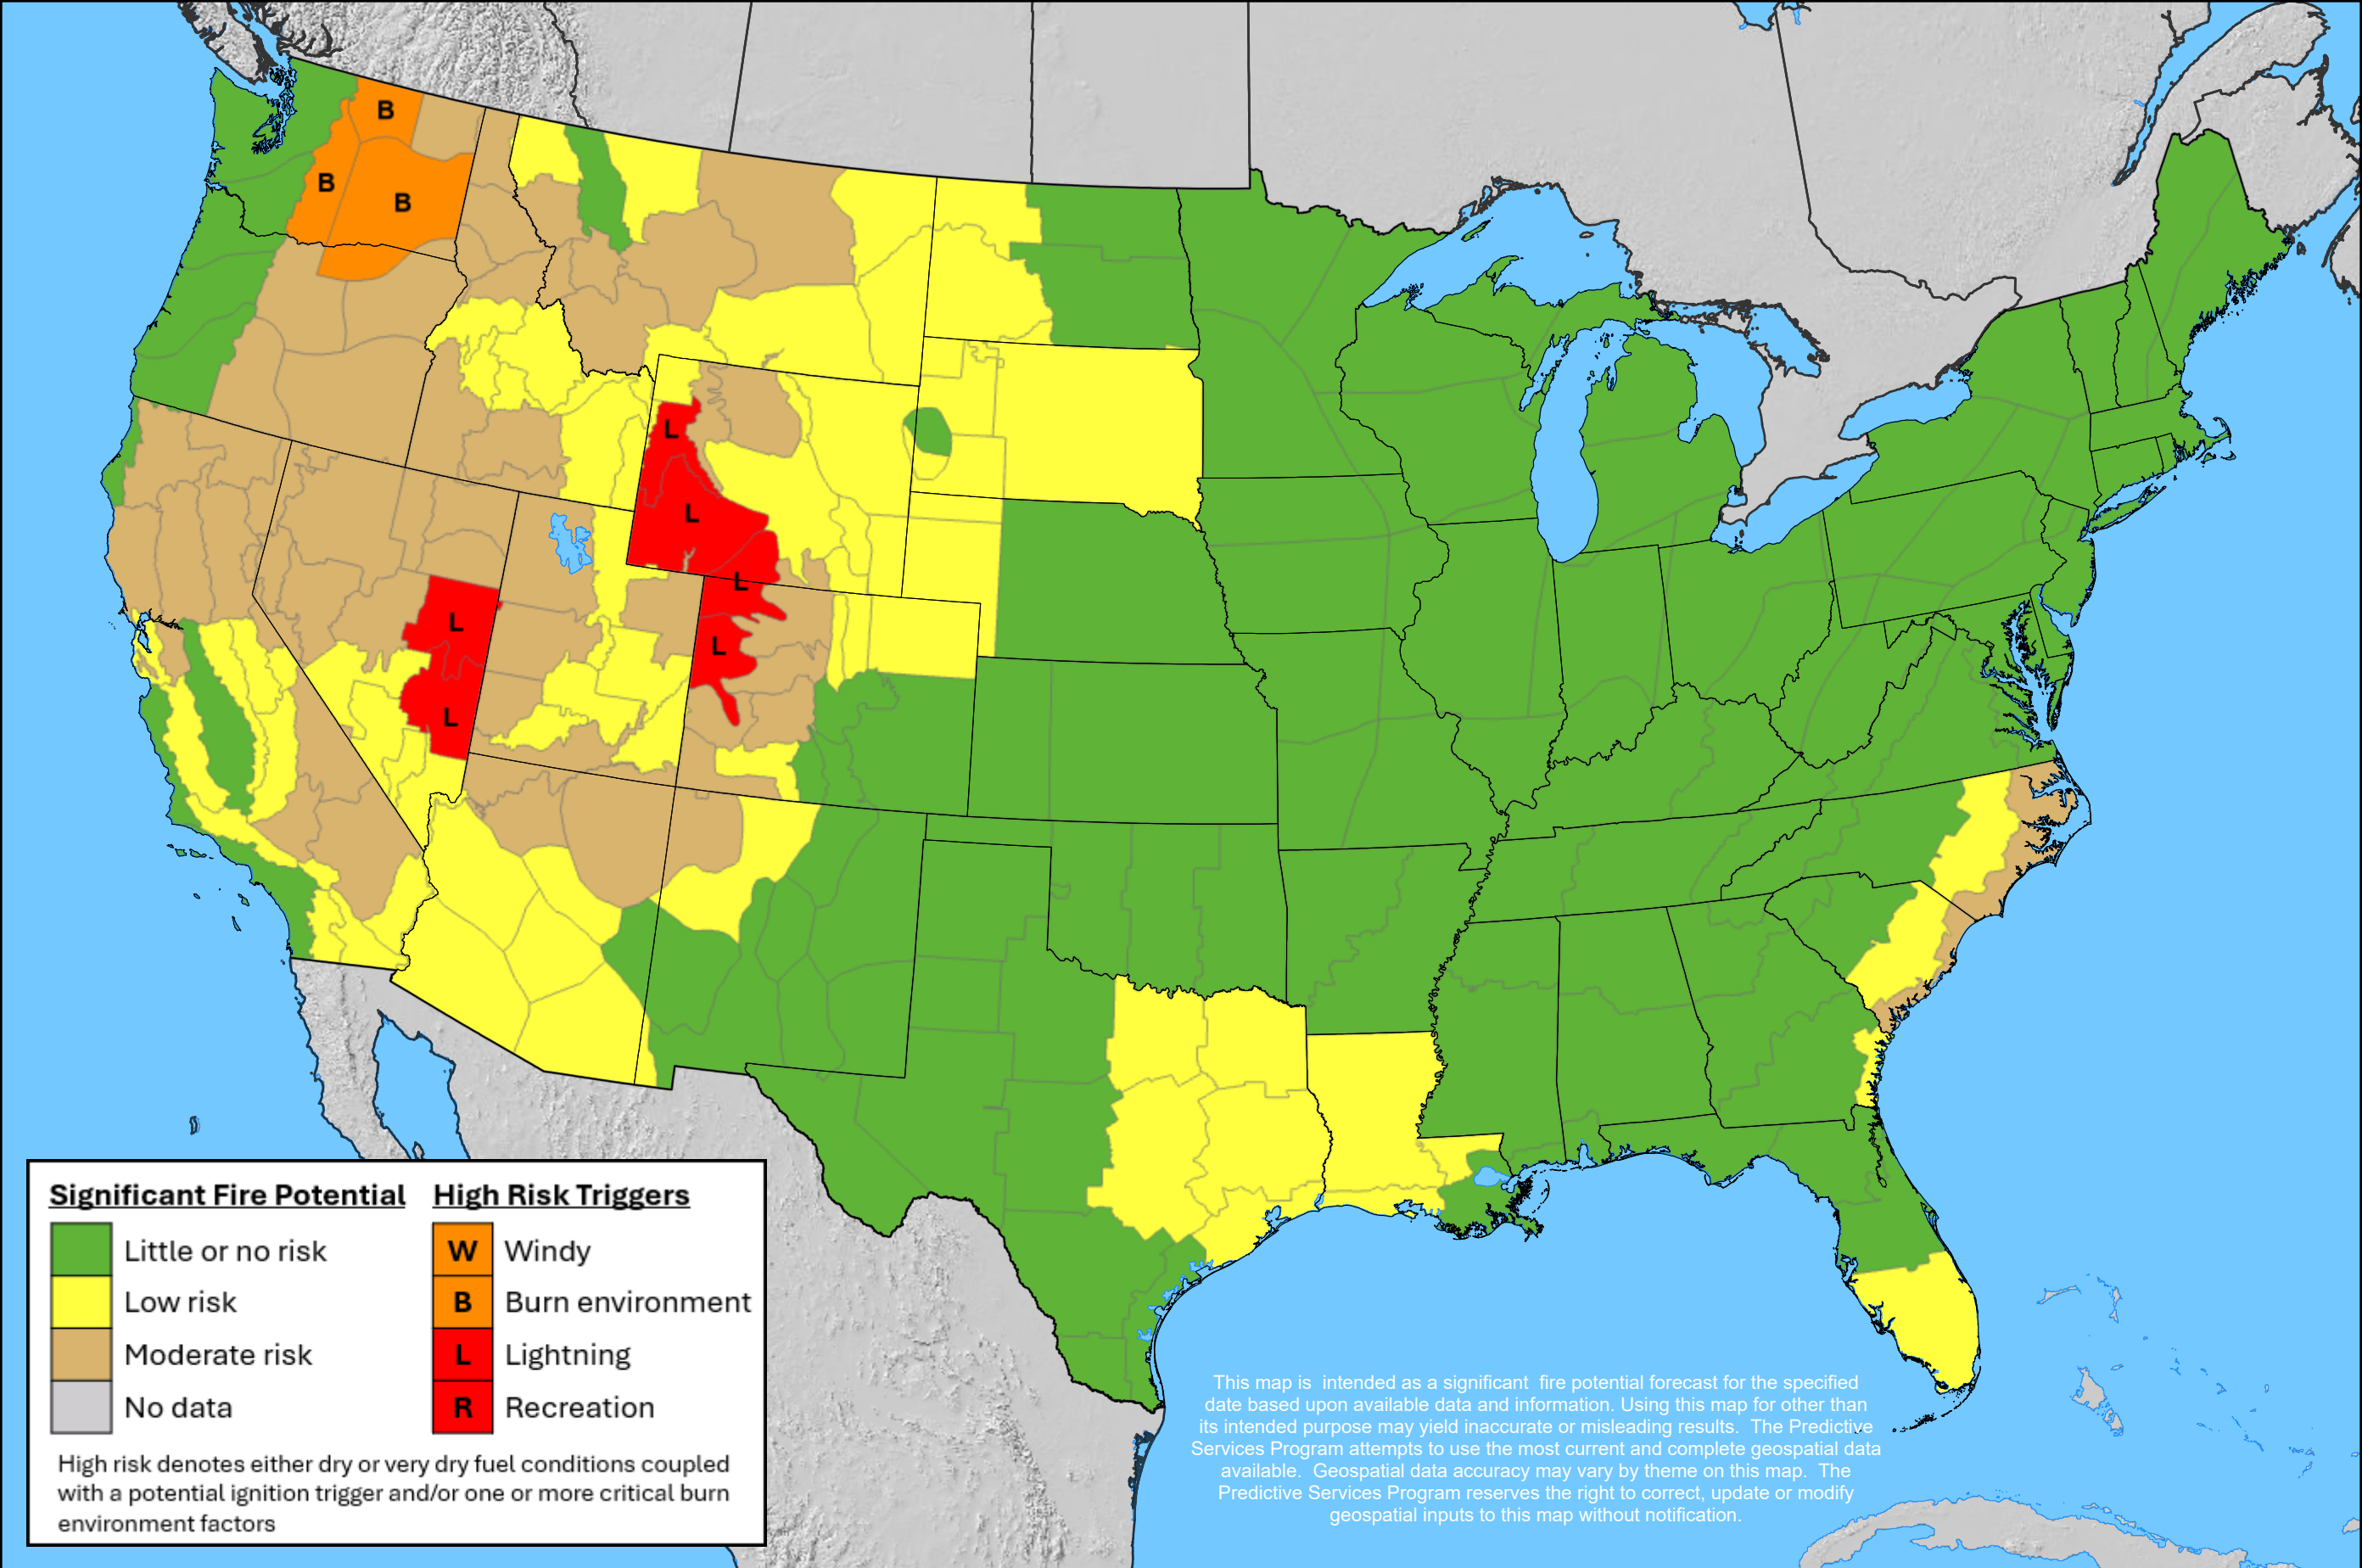 B
B
B
L
L
L
L
L
L
Significant Fire Potential
High Risk Triggers
Little or no risk
W Windy
Low risk
B Burn environment
Moderate risk
L Lightning
No data
R Recreation
High risk denotes either dry or very dry fuel conditions coupled
with a potential ignition trigger and/or one or more critical burn
environment factors
This map is intended as a significant fire potential forecast for the specified
date based upon available data and information. Using this map for other than
its intended purpose may yield inaccurate or misleading results. The Predictive
Services Program attempts to use the most current and complete geospatial data
available. Geospatial data accuracy may vary by theme on this map. The
Predictive Services Program reserves the right to correct, update or modify
geospatial inputs to this map without notification.